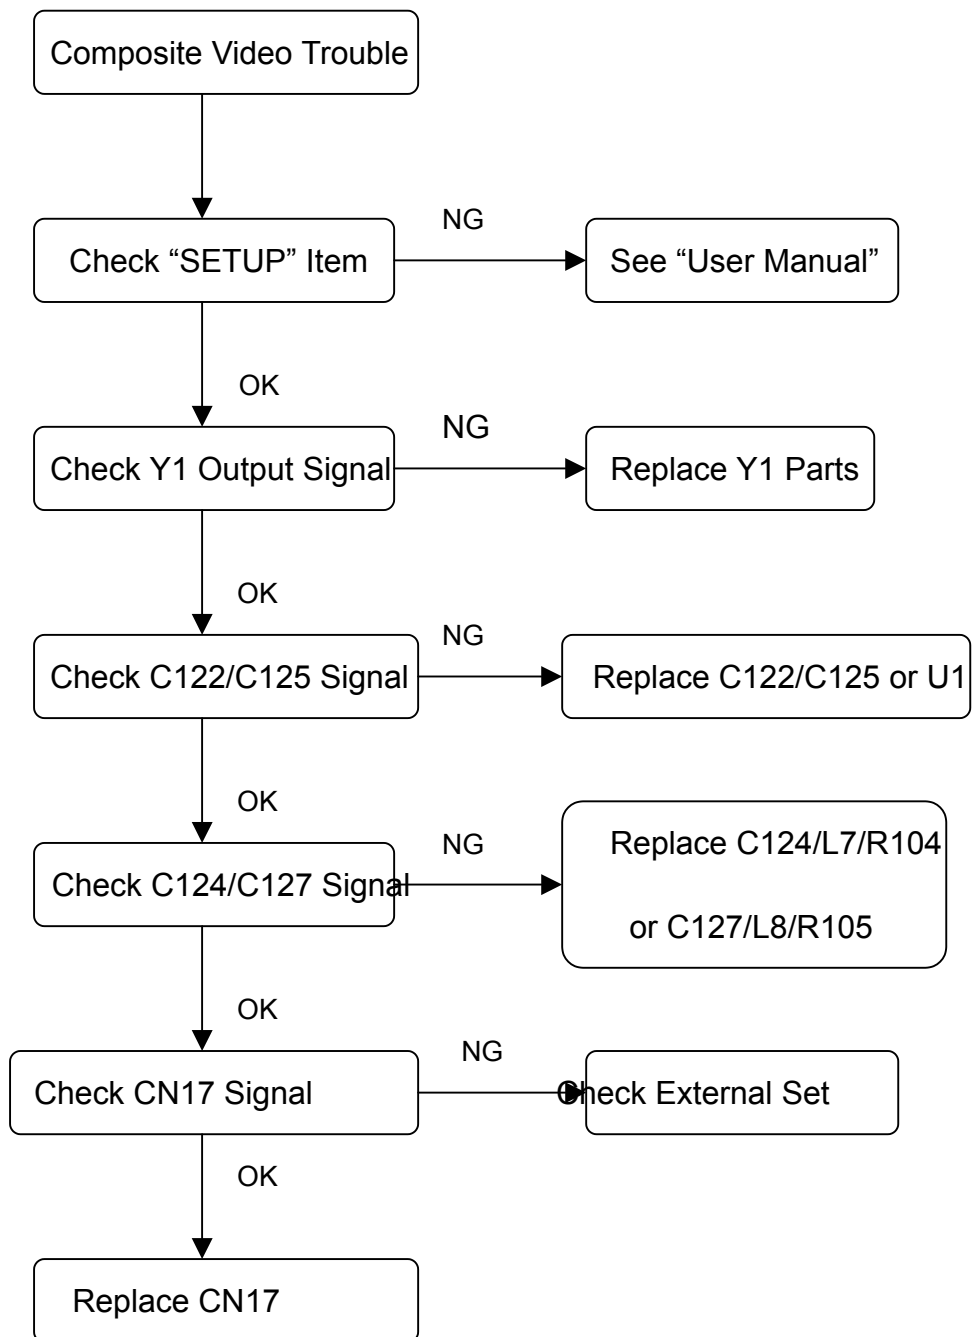 Composite Video Trouble
NG
Check “SETUP” Item
See “User Manual”
OK
NG
Check Y1 Output Signal
Replace Y1 Parts
OK
NG
Check C122/C125 Signal
Replace C122/C125 or U1
OK
NG
Replace C124/L7/R104
Check C124/C127 Signal
or C127/L8/R105
OK
NG
Check CN17 Signal
Check External Set
OK
Replace CN17